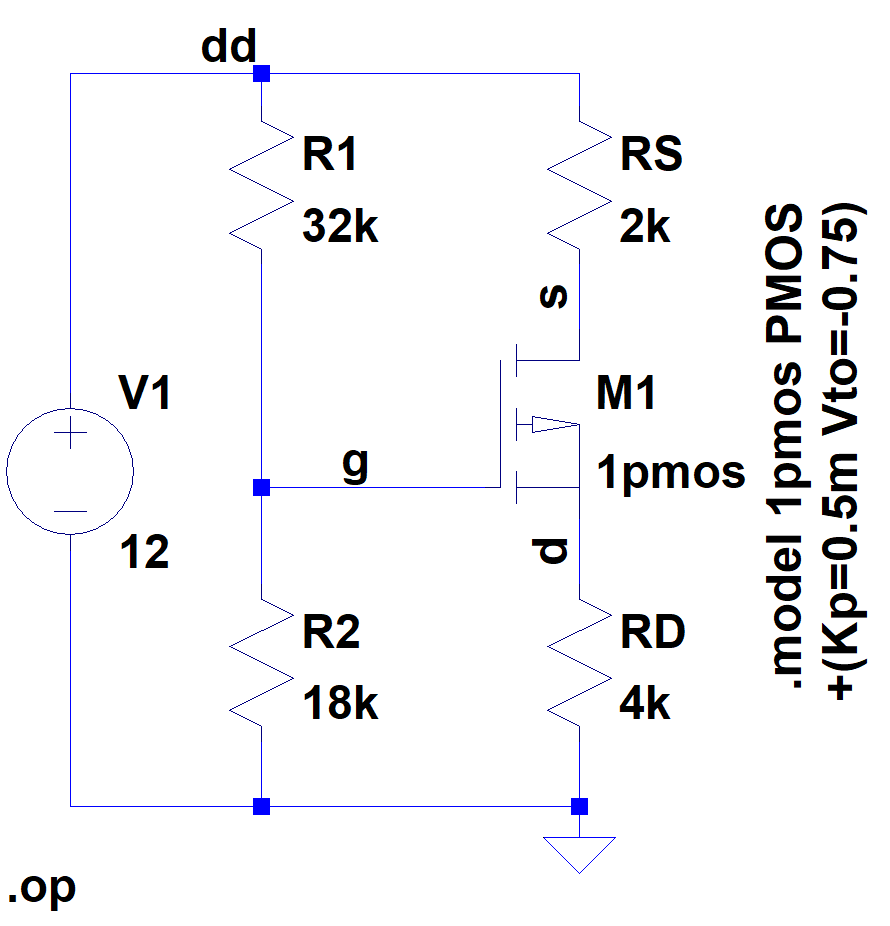 dd
R1
32k
RS
2k
s
V1
12
g
M1
1pmos
d
R2
18k
RD
4k
.model 1pmos PMOS
+(Kp=0.5m Vto=-0.75)
.op